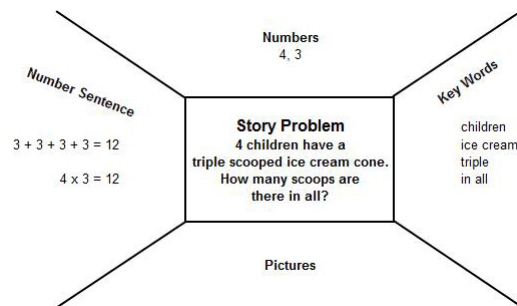 Numbers
4, 3
Number Sentence
3 + 3 + 3 + 3 = 12
4 x 3 = 12
Story Problem
4 children have a
triple scooped ice cream cone.
How many scoops are
there in all?
Key Words
children
ice cream
triple
in all
Pictures